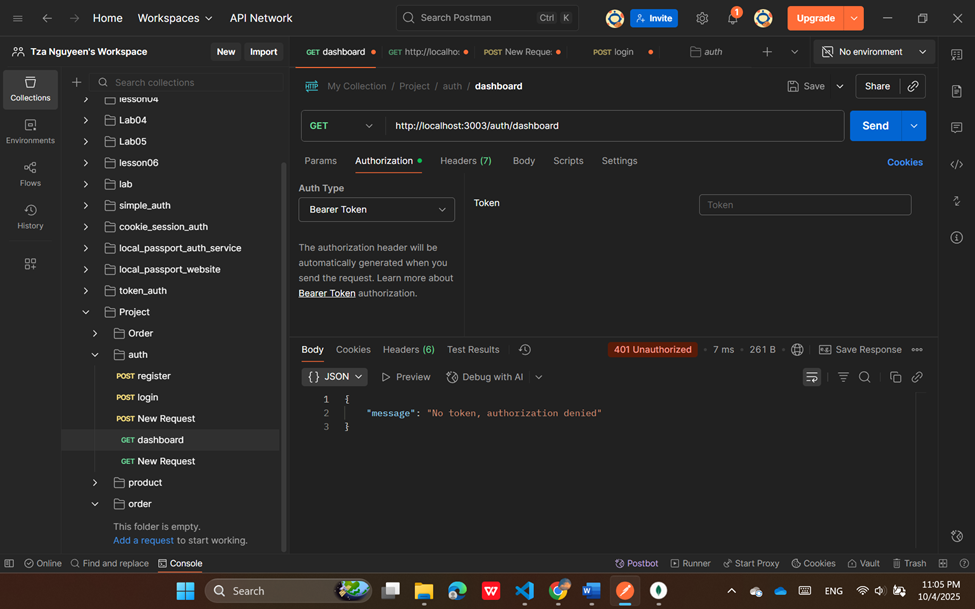 Home Workspaces API Network Search Postman Ctrl K Invite 1 Upgrade
Tza Nguyeen's Workspace New Import GET dashboard GET http://localho: POST New Reque: POST login auth No environment
Collections
Environments
Flows
History
Search collections
lesson04
Lab04
Lab05
lesson06
lab
simple_auth
cookie_session_auth
local_passport_auth_service
local_passport_website
token_auth
Project
Order
auth
POST register
POST login
POST New Request
GET dashboard
GET New Request
product
order
This folder is empty.
Add a request to start working.
HTTP My Collection / Project / auth / dashboard Save Share
GET http://localhost:3003/auth/dashboard Send
Params Authorization Headers (7) Body Scripts Settings Cookies
Auth Type
Bearer Token
The authorization header will be
automatically generated when you
send the request. Learn more about
Bearer Token authorization.
Token Token
Body Cookies Headers (6) Test Results 401 Unauthorized 7 ms 261 B Save Response
{} JSON Preview Debug with AI
1 {
2 "message": "No token, authorization denied"
3 }
Online Find and replace Console Postbot Runner Start Proxy Cookies Vault Trash
Search ENG 11:05 PM
10/4/2025